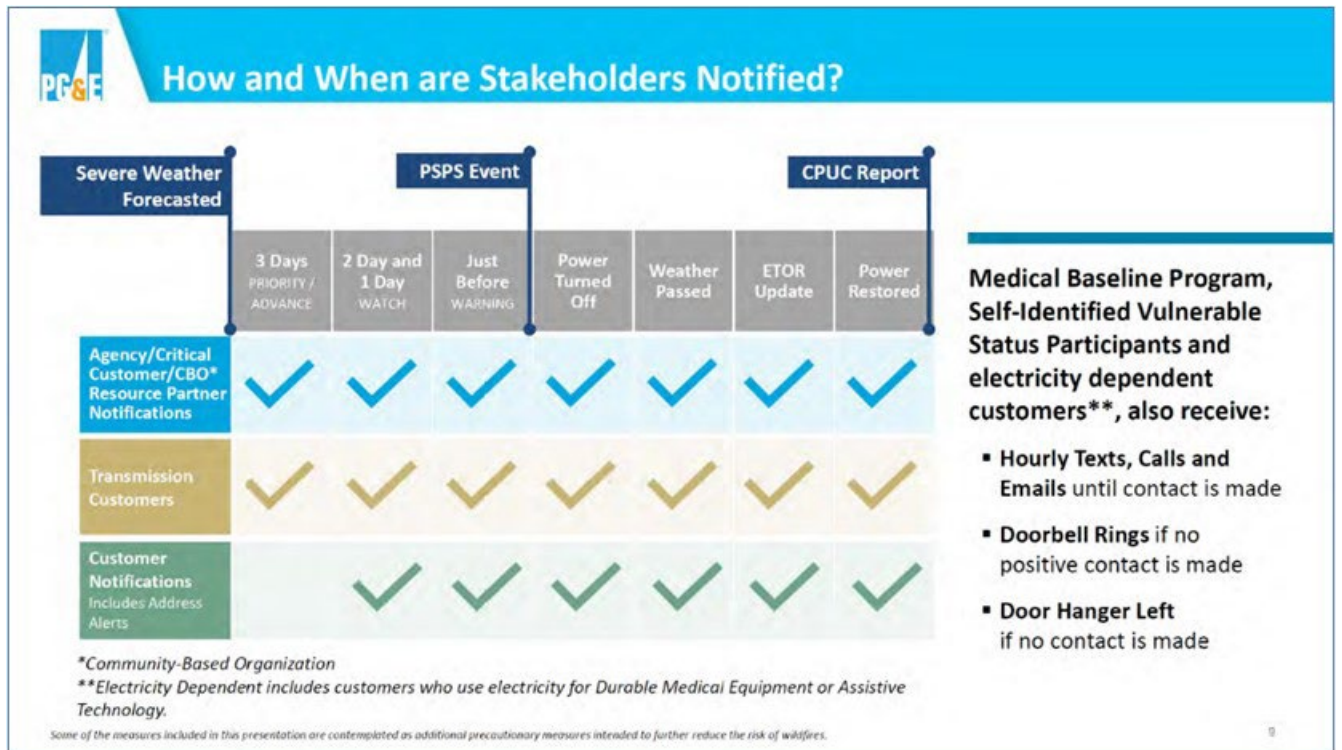 PG&E
How and When are Stakeholders Notified?
Severe Weather
Forecasted
PSPS Event
CPUC Report
3 Days
PRIORITY /
ADVANCE
2 Day and
1 Day
WATCH
Just
Before
WARNING
Power
Turned
Off
Weather
Passed
ETOR
Update
Power
Restored
Agency/Critical
Customer/CBO*
Resource Partner
Notifications
Transmission
Customers
Customer
Notifications
Includes Address
Alerts
Medical Baseline Program,
Self-Identified Vulnerable
Status Participants and
electricity dependent
customers**, also receive:
▪ Hourly Texts, Calls and
Emails until contact is made
▪ Doorbell Rings if no
positive contact is made
▪ Door Hanger Left
if no contact is made
*Community-Based Organization
**Electricity Dependent includes customers who use electricity for Durable Medical Equipment or Assistive
Technology.
Some of the measures included in this presentation are contemplated as additional precautionary measures intended to further reduce the risk of wildfires.
9